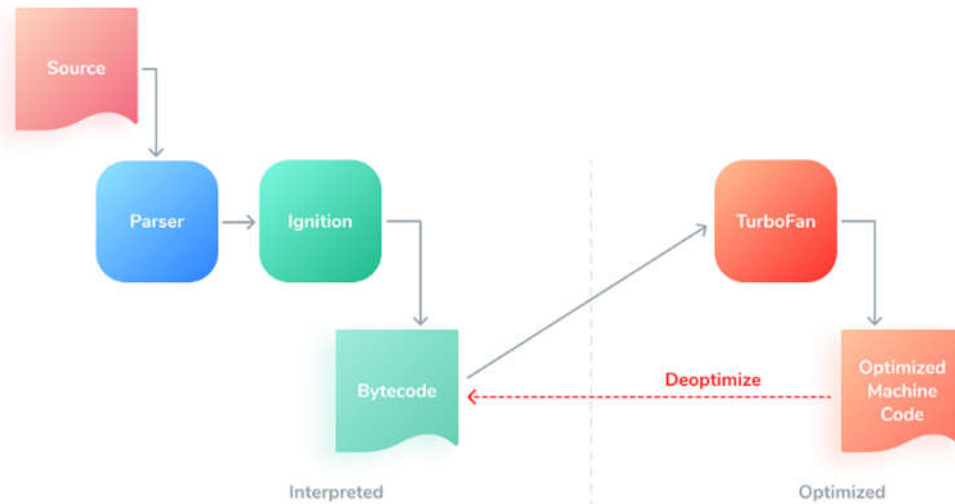 Source
Parser
Ignition
TurboFan
Bytecode
Deoptimize
Optimized
Machine
Code
Interpreted
Optimized